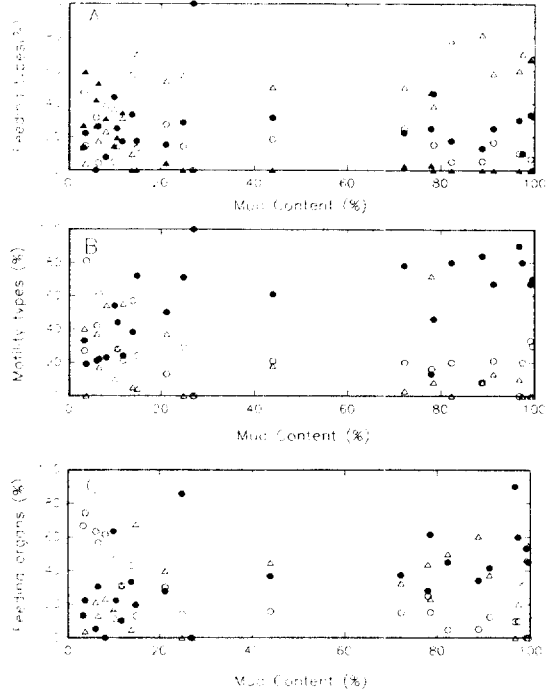 A
Feeding types(%)
0 20 40 60 80 100
Mud Content (%)
B
Motility types (%)
0 20 40 60 80 100
Mud Content (%)
C
Feeding organs (%)
0 20 40 60 80 100
Mud Content (%)